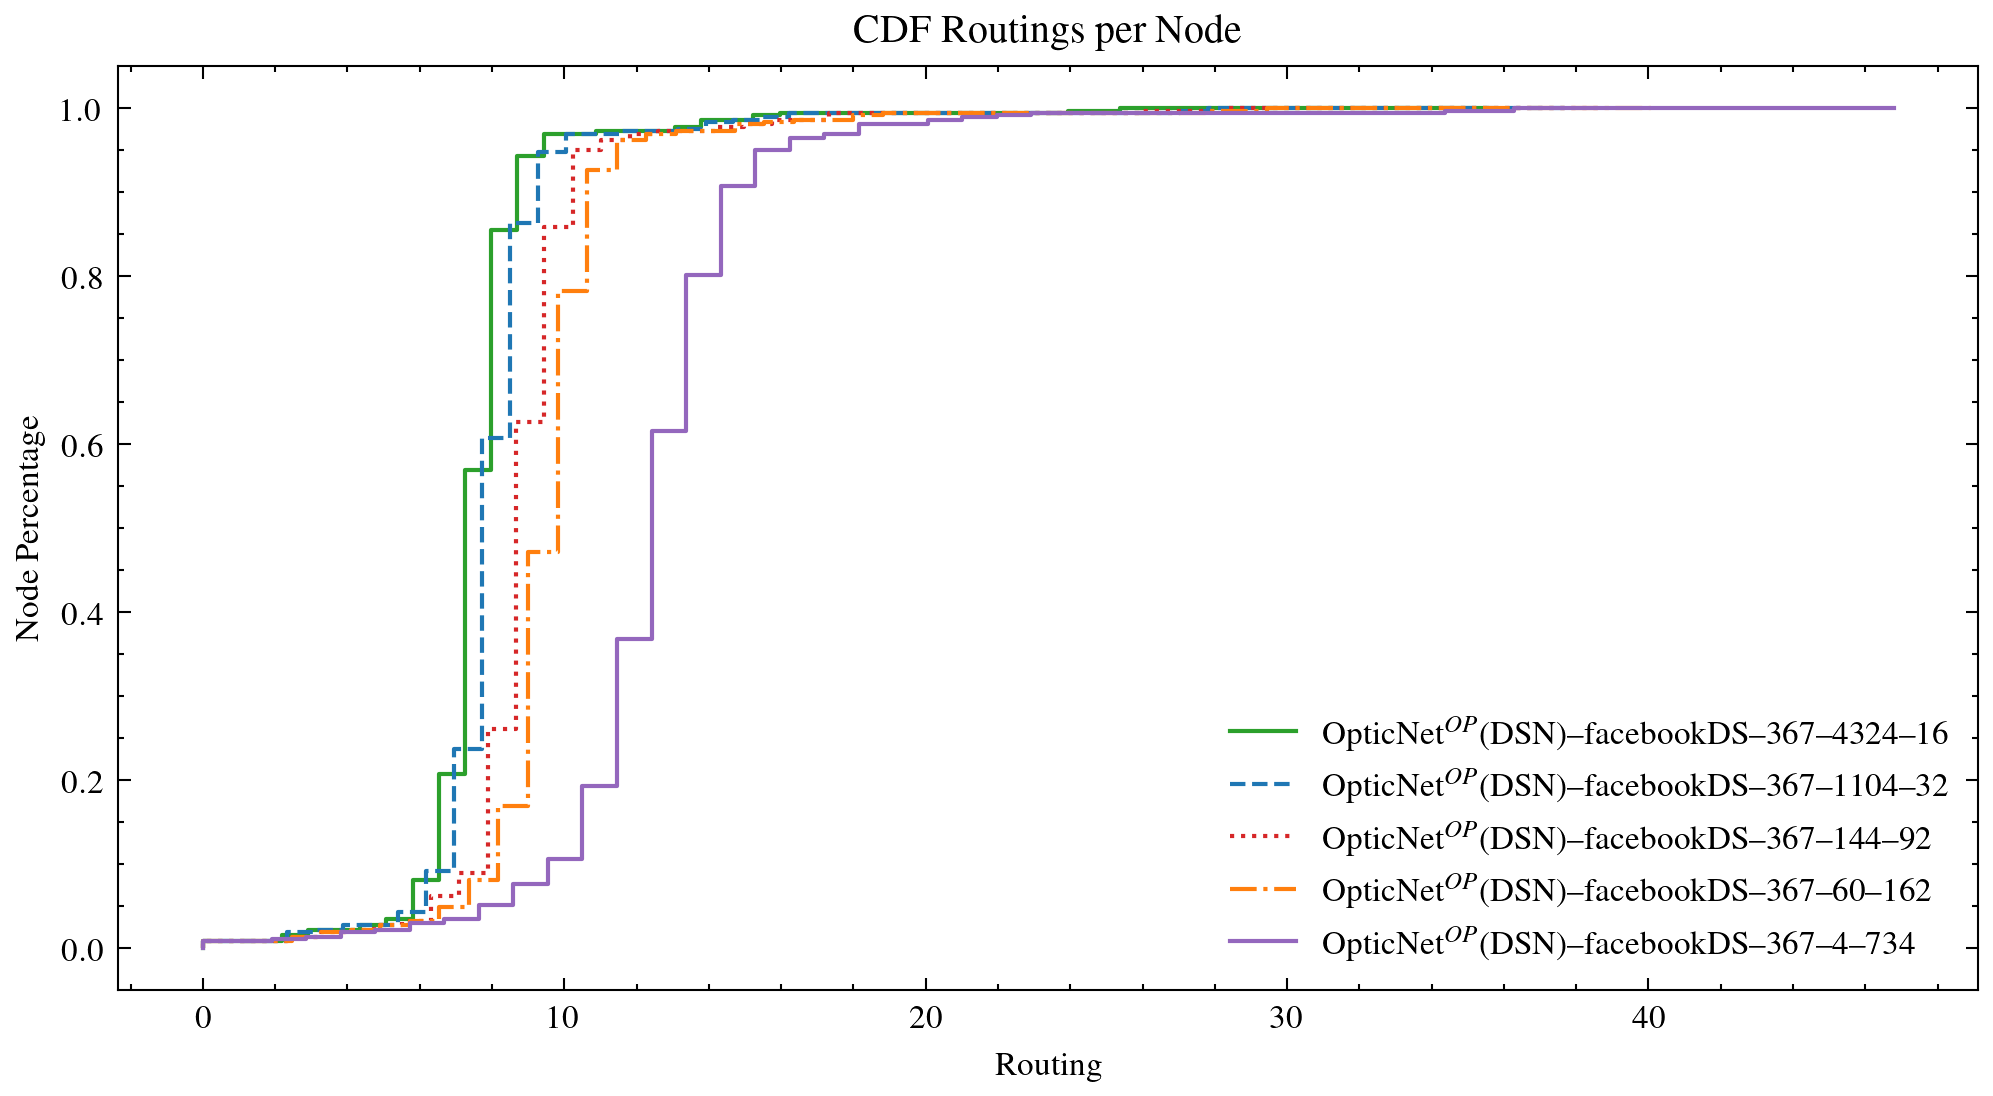 CDF Routings per Node
1.0
0.8
0.6
0.4
0.2
0.0
Node Percentage
0
10
20
30
40
Routing
OpticNet^OP(DSN)–facebookDS–367–4324–16
OpticNet^OP(DSN)–facebookDS–367–1104–32
OpticNet^OP(DSN)–facebookDS–367–144–92
OpticNet^OP(DSN)–facebookDS–367–60–162
OpticNet^OP(DSN)–facebookDS–367–4–734